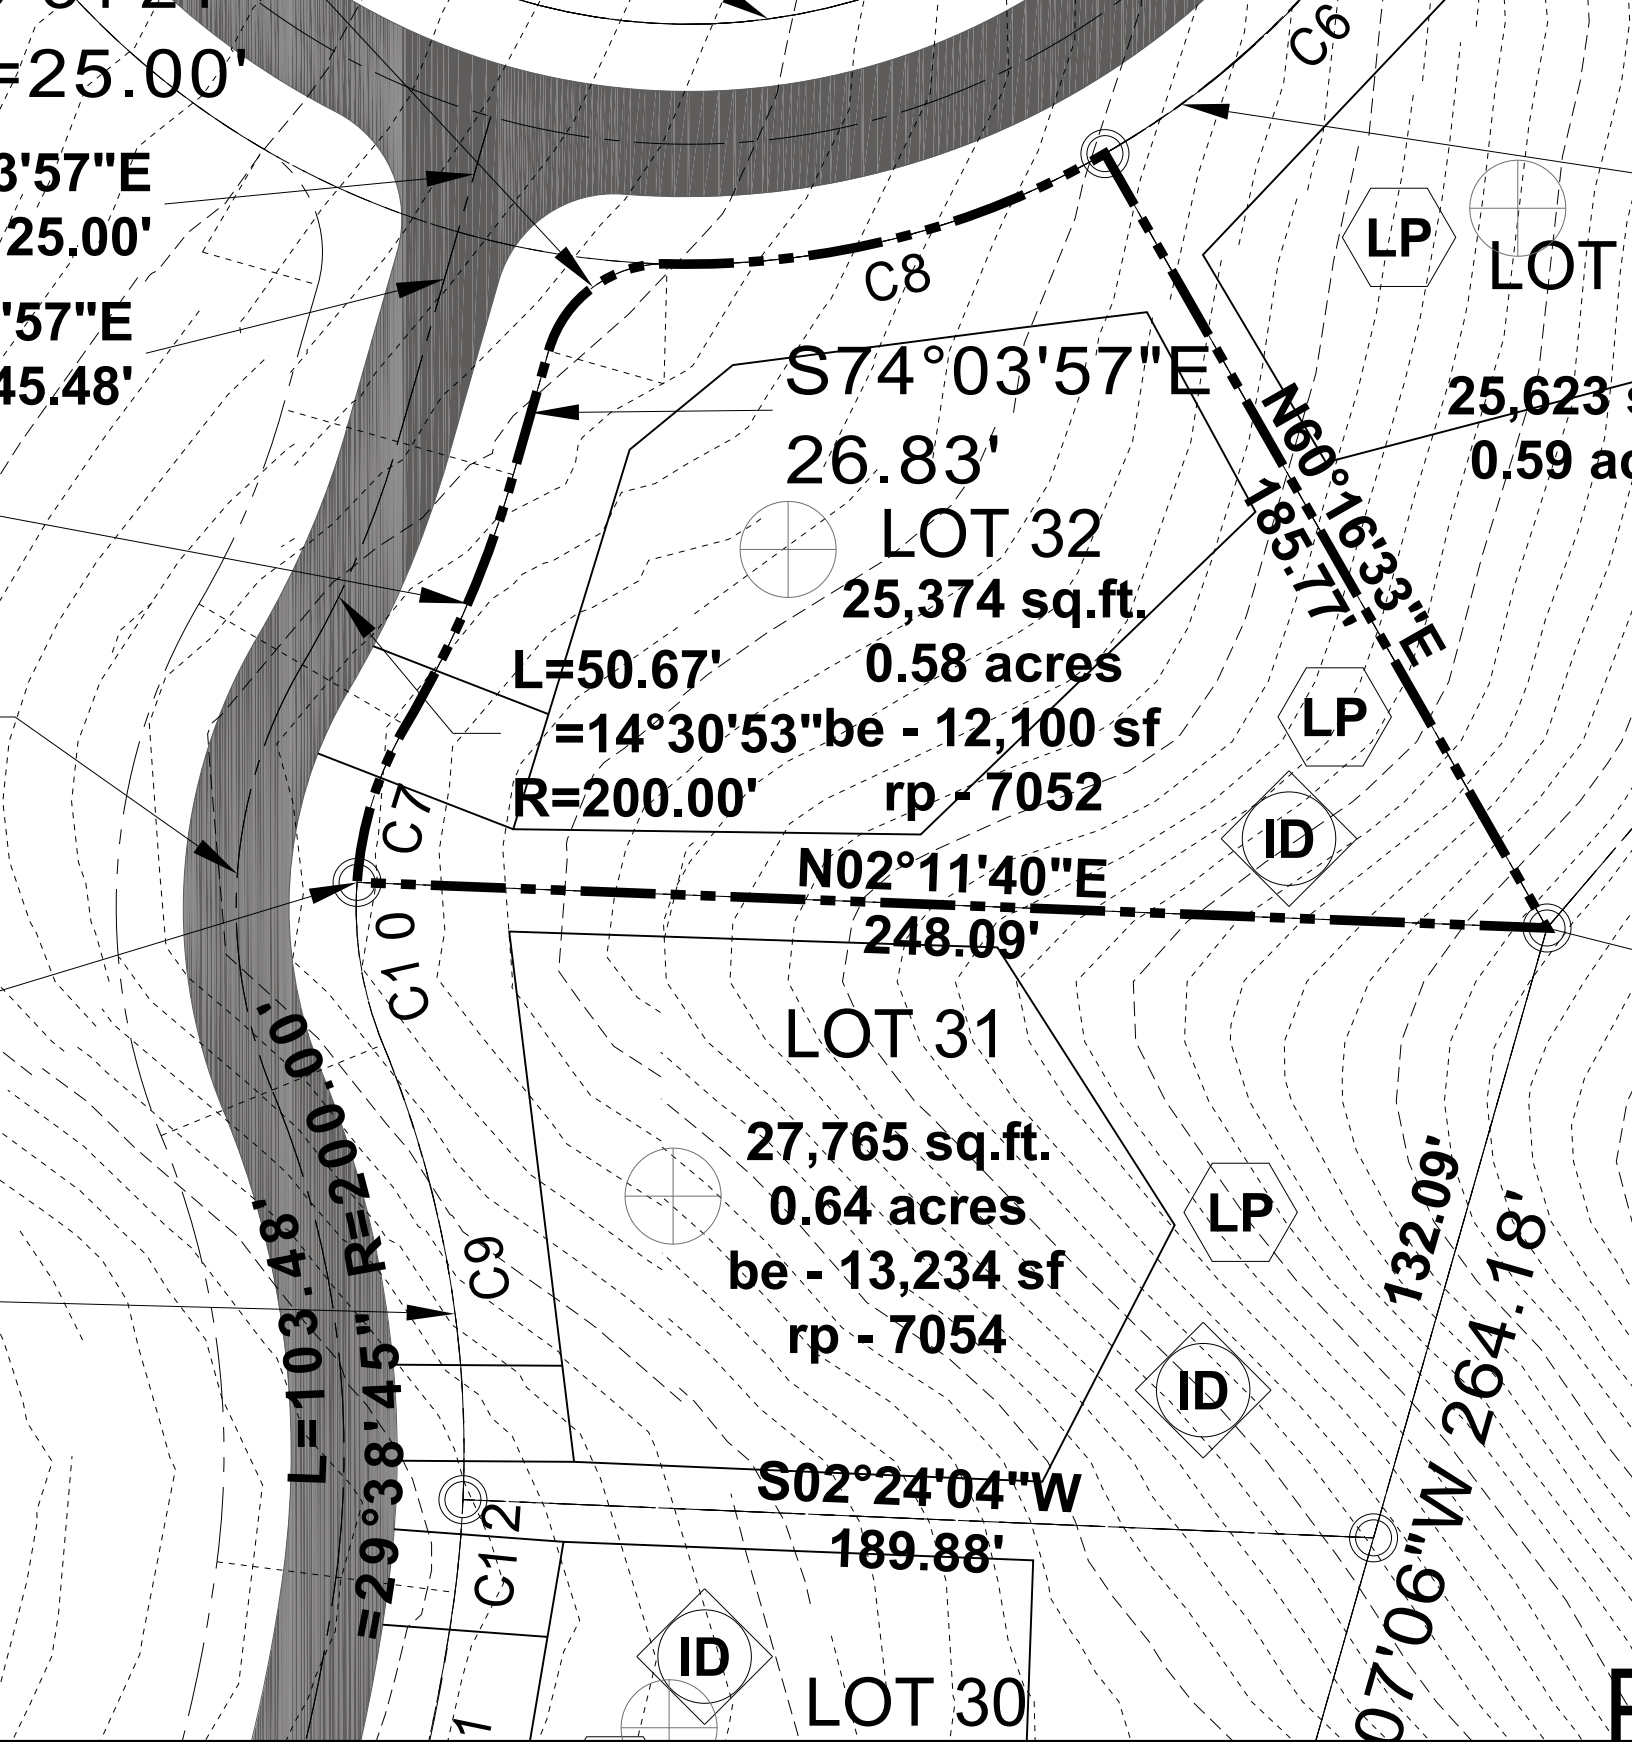 =25.00'
3'57"E
25.00'
'57"E
45.48'
C6
C8
LP
LOT
25,623 s
0.59 ac
S74°03'57"E
26.83'
N60°16'33"E
185.77'
LOT 32
25,374 sq.ft.
0.58 acres
be - 12,100 sf
rp - 7052
L=50.67'
=14°30'53"
R=200.00'
LP
ID
C7
N02°11'40"E
248.09'
C10
LOT 31
27,765 sq.ft.
0.64 acres
be - 13,234 sf
rp - 7054
LP
ID
C9
L=103.48' R=200.00'
=29°38'45"
132.09'
07'06"W 264.18'
S02°24'04"W
189.88'
C12
ID
LOT 30
1